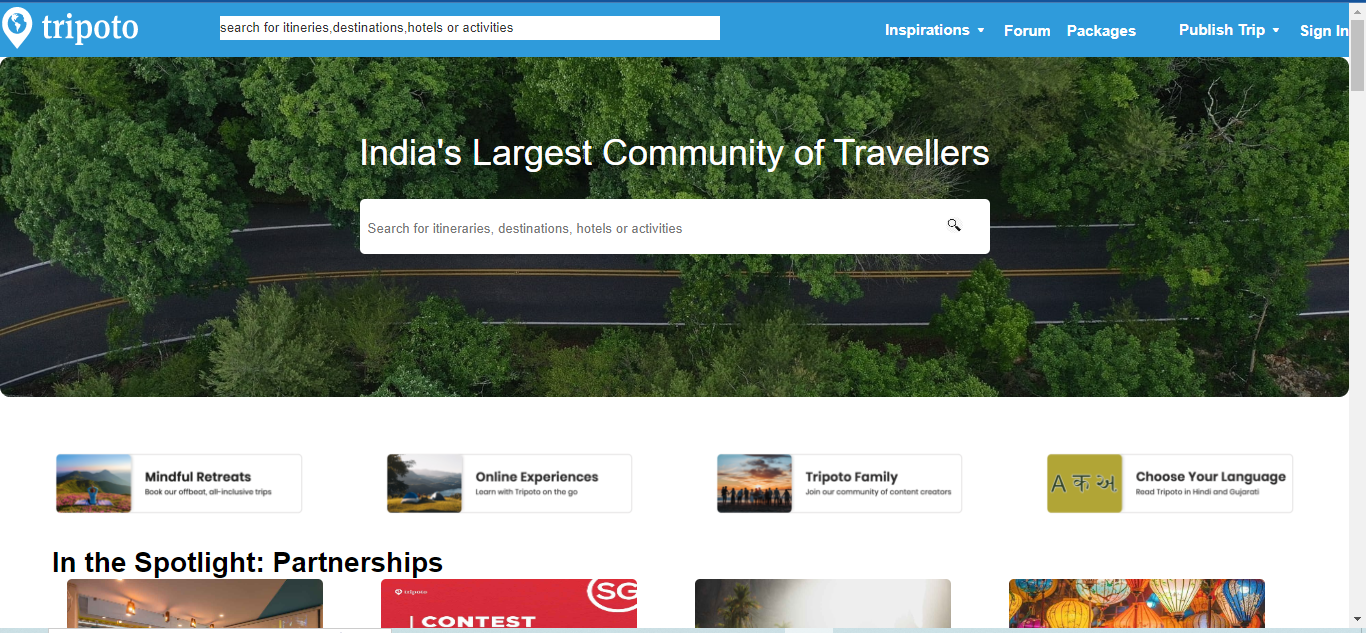 tripoto
search for itineries,destinations,hotels or activities
Inspirations
Forum
Packages
Publish Trip
Sign In
India's Largest Community of Travellers
Search for itineraries, destinations, hotels or activities
Mindful Retreats
Book our offbeat, all-inclusive trips
Online Experiences
Learn with Tripoto on the go
Tripoto Family
Join our community of content creators
A क અ
Choose Your Language
Read Tripoto in Hindi and Gujarati
In the Spotlight: Partnerships
tripoto
SG
CONTEST